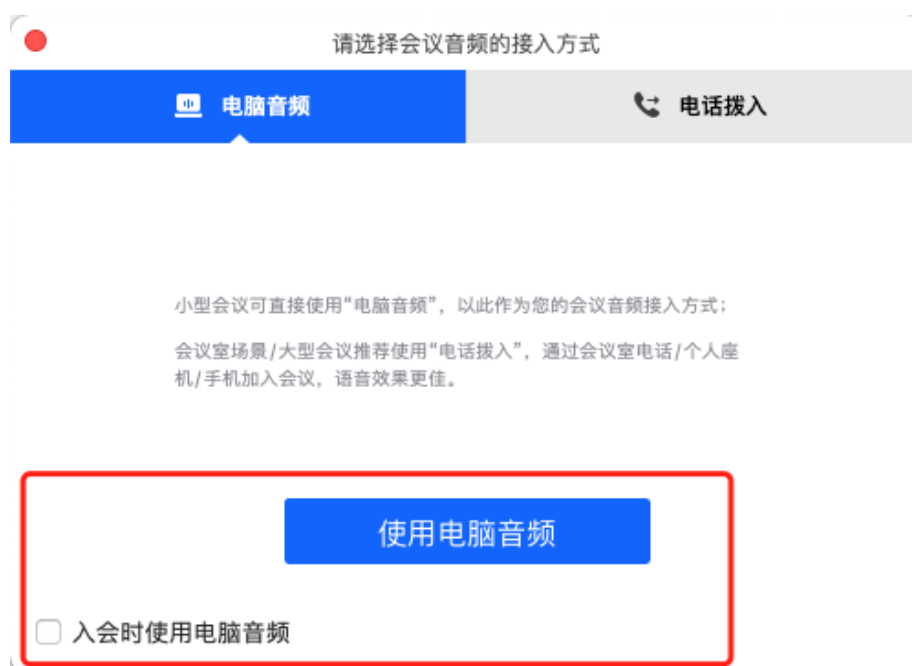 请选择会议音频的接入方式
电脑音频
电话拨入
小型会议可直接使用“电脑音频”，以此作为您的会议音频接入方式；
会议室场景/大型会议推荐使用“电话拨入”，通过会议室电话/个人座
机/手机加入会议，语音效果更佳。
使用电脑音频
入会时使用电脑音频